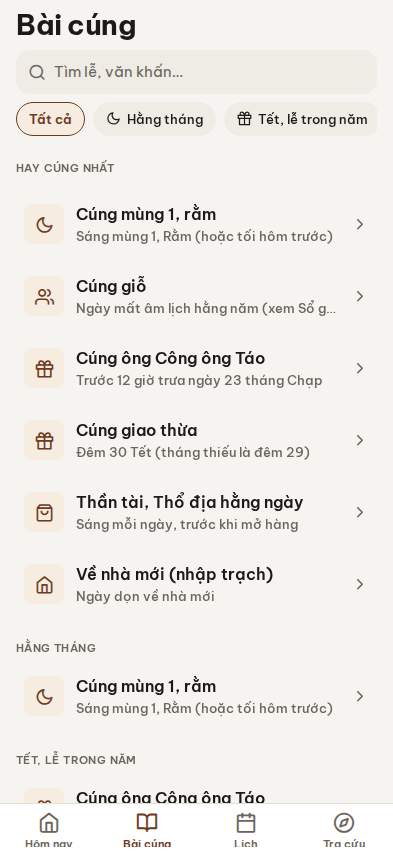 Bài cúng
Tìm lễ, văn khấn...
Tất cả
Hằng tháng
Tết, lễ trong năm
HAY CÚNG NHẤT
Cúng mùng 1, rằm
Sáng mùng 1, Rằm (hoặc tối hôm trước)
Cúng giỗ
Ngày mất âm lịch hằng năm (xem Sổ g...
Cúng ông Công ông Táo
Trước 12 giờ trưa ngày 23 tháng Chạp
Cúng giao thừa
Đêm 30 Tết (tháng thiếu là đêm 29)
Thần tài, Thổ địa hằng ngày
Sáng mỗi ngày, trước khi mở hàng
Về nhà mới (nhập trạch)
Ngày dọn về nhà mới
HẰNG THÁNG
Cúng mùng 1, rằm
Sáng mùng 1, Rằm (hoặc tối hôm trước)
TẾT, LỄ TRONG NĂM
Cúng ông Công ông Táo
Hôm nay
Bài cúng
Lịch
Tra cứu